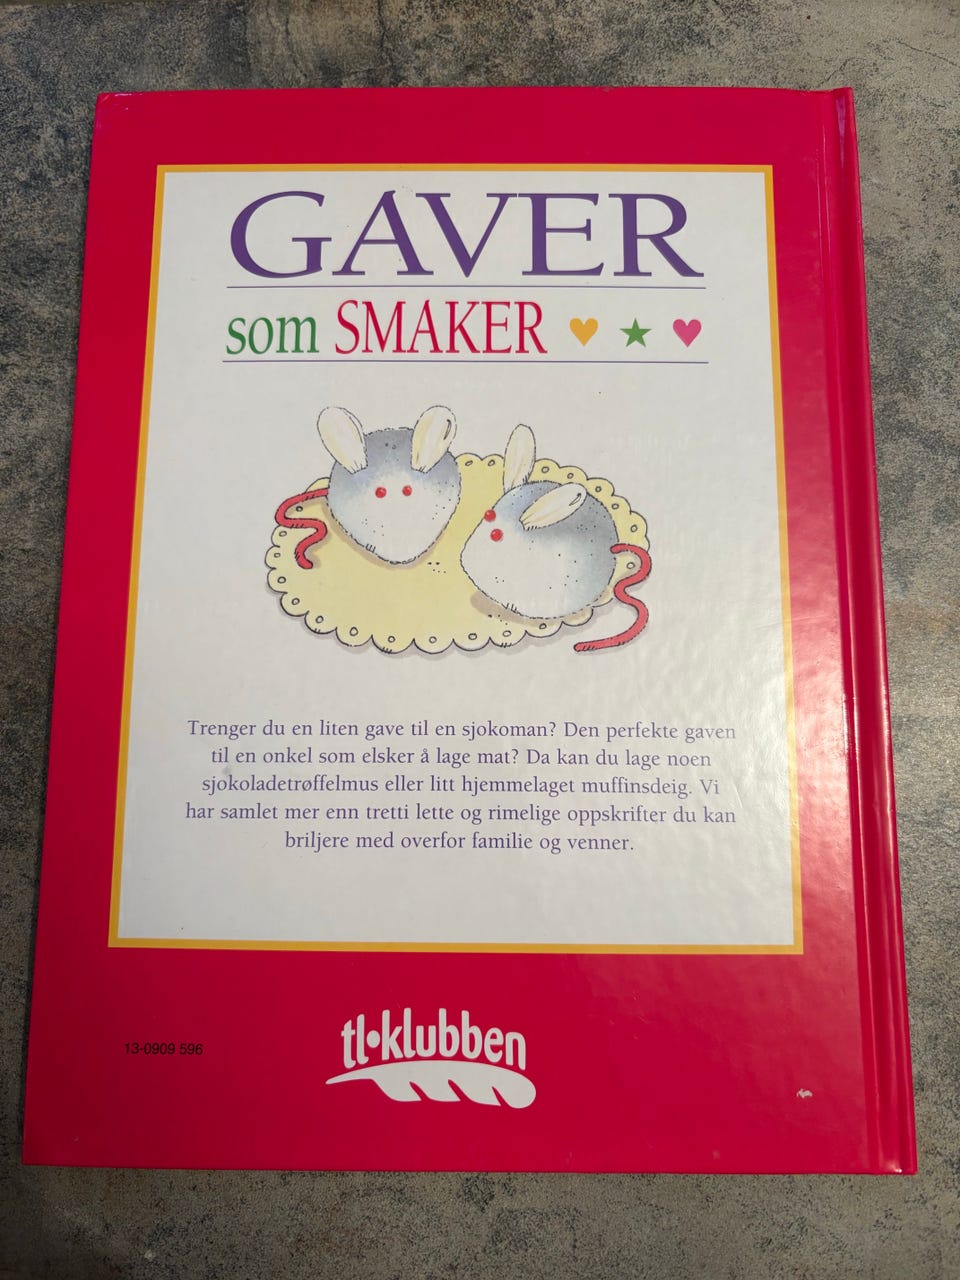 GAVER
som SMAKER
Trenger du en liten gave til en sjokoman? Den perfekte gaven
til en onkel som elsker å lage mat? Da kan du lage noen
sjokoladetrøffelmus eller litt hjemmelaget muffinsdeig. Vi
har samlet mer enn tretti lette og rimelige oppskrifter du kan
briljere med overfor familie og venner.
13-0909 596
tl•klubben